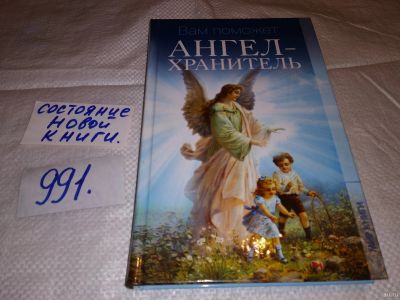 Вам поможет
АНГЕЛ-
ХРАНИТЕЛЬ
состояние
новой
книги.
991.